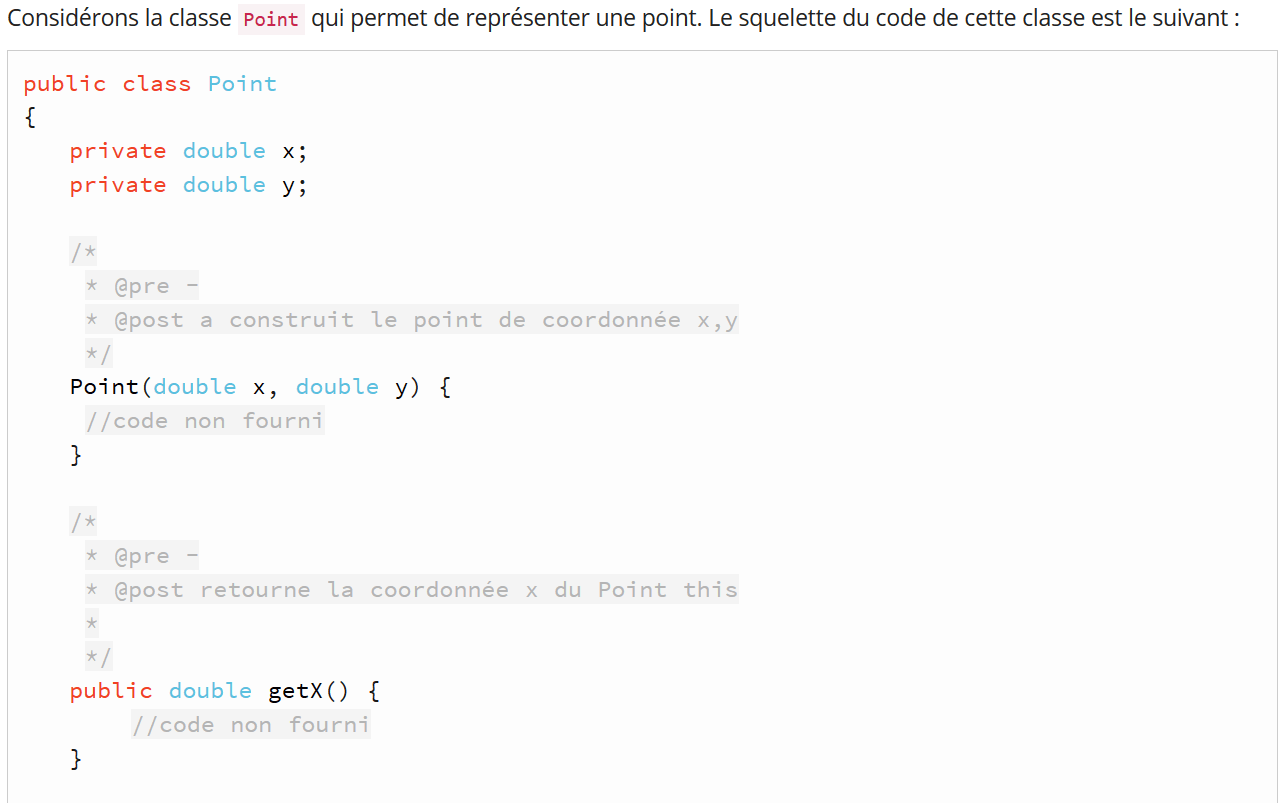 Considérons la classe Point qui permet de représenter une point. Le squelette du code de cette classe est le suivant :
public class Point
{
private double x;
private double y;
/*
* @pre -
* @post a construit le point de coordonnée x,y
*/
Point(double x, double y) {
//code non fourni
}
/*
* @pre -
* @post retourne la coordonnée x du Point this
*
*/
public double getX() {
//code non fourni
}